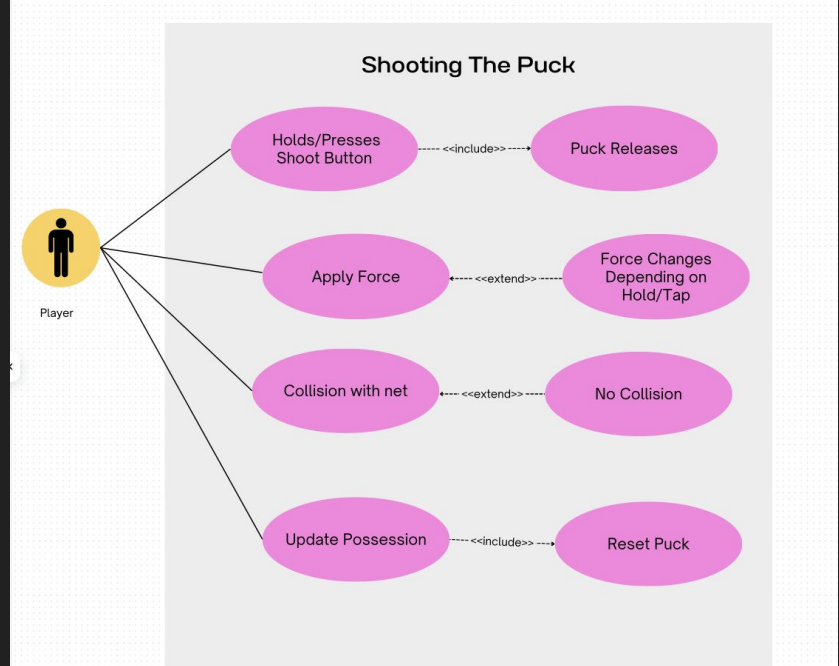 Shooting The Puck
Holds/Presses
Shoot Button
<<include>>
Puck Releases
Apply Force
<<extend>>
Force Changes
Depending on
Hold/Tap
Player
Collision with net
<<extend>>
No Collision
Update Possession
<<include>>
Reset Puck